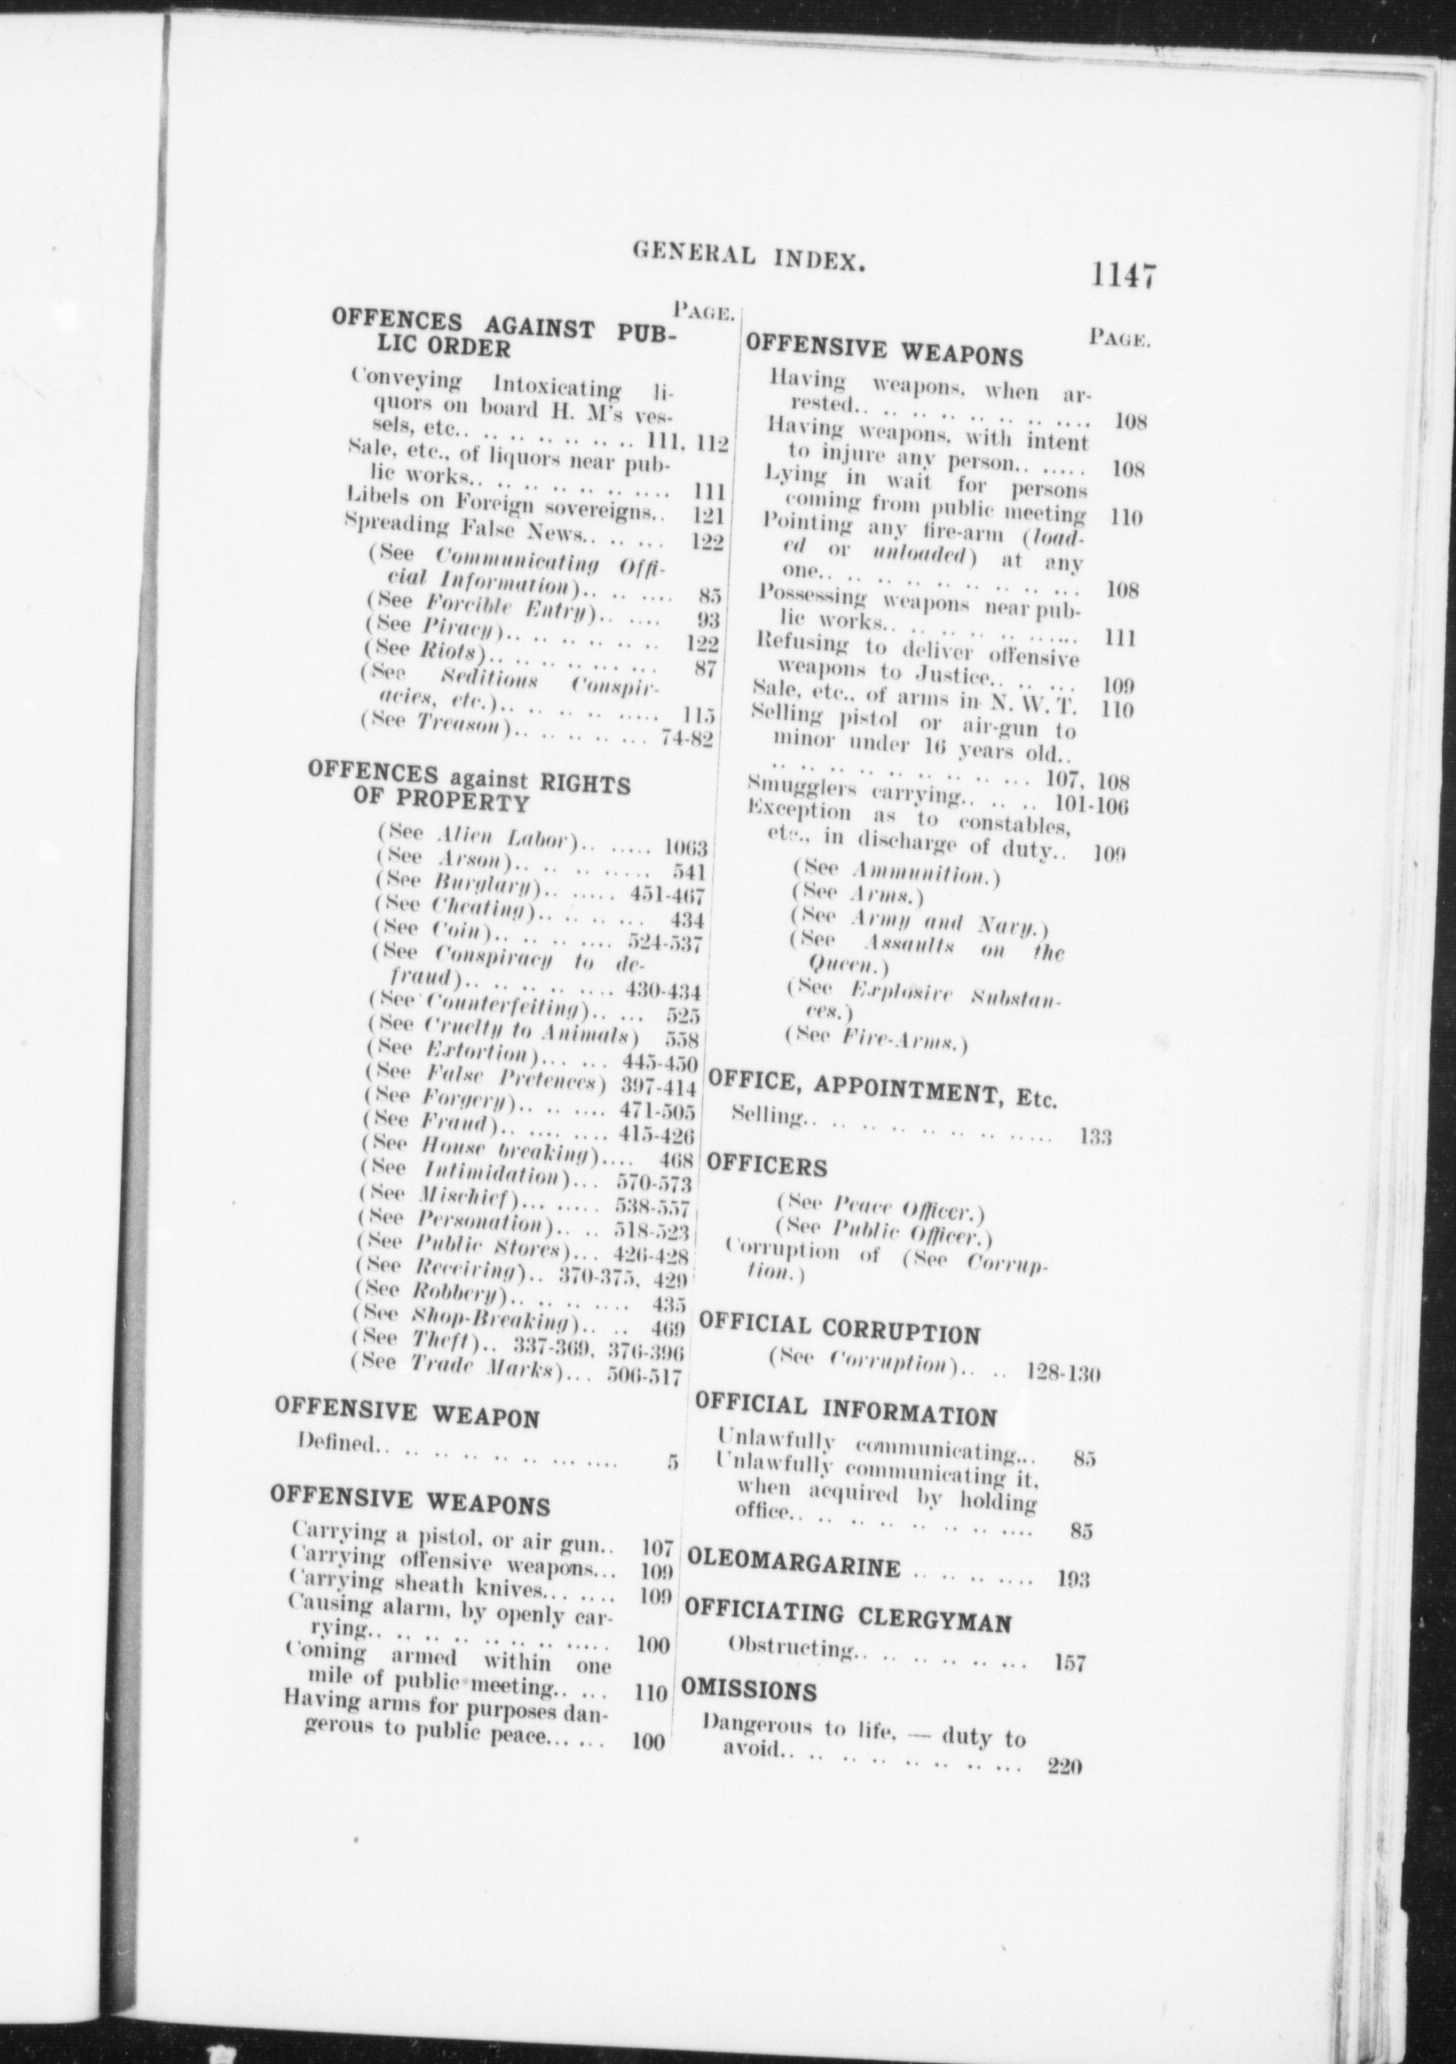 GENERAL INDEX.
1147
PAGE.
OFFENCES AGAINST PUB-
LIC ORDER
Conveying Intoxicating li-
quors on board H. M's ves-
sels, etc.. .. .. .. .. .. .. 111, 112
Sale, etc., of liquors near pub-
lic works.. .. .. .. .. .. .. .... 111
Libels on Foreign sovereigns.. 121
Spreading False News.. .. ... 122
(See Communicating Offi-
cial Information).. .. .... 85
(See Forcible Entry).. .... 93
(See Piracy).. .. .. .. .. .. 122
(See Riots).. .. .. .. ... ... 87
(See Seditious Conspir-
acies, etc.).. .. .. .. ..... 115
(See Treason).. .. .. .. ... 74-82
OFFENCES against RIGHTS
OF PROPERTY
(See Alien Labor).. ..... 1063
(See Arson).. .. .. ..... 541
(See Burglary).. ..... 451-467
(See Cheating).. .. .. ... 434
(See Coin).. .. .. .... 524-537
(See Conspiracy to de-
fraud).. .. .. .. .... 430-434
(See Counterfeiting).. ... 525
(See Cruelty to Animals) 558
(See Extortion)... ... 445-450
(See False Pretences) 397-414
(See Forgery).. .. .... 471-505
(See Fraud).. .... .... 415-426
(See House breaking).... 468
(See Intimidation)... 570-573
(See Mischief)... ..... 538-557
(See Personation).. .. 518-523
(See Public Stores)... 426-428
(See Receiving).. 370-375, 429
(See Robbery).. .. .. .... 435
(See Shop-Breaking).. .. 469
(See Theft).. 337-369, 376-396
(See Trade Marks)... 506-517
OFFENSIVE WEAPON
Defined.. .. .. .. .. .. ... .... 5
OFFENSIVE WEAPONS
Carrying a pistol, or air gun.. 107
Carrying offensive weapons... 109
Carrying sheath knives... .... 109
Causing alarm, by openly car-
rying.. .. .. .. .. .. .. ..... 100
Coming armed within one
mile of public meeting.. ... 110
Having arms for purposes dan-
gerous to public peace... ... 100
PAGE.
OFFENSIVE WEAPONS
Having weapons, when ar-
rested.. .. .. .. .. .. .. .... 108
Having weapons, with intent
to injure any person.. ..... 108
Lying in wait for persons
coming from public meeting 110
Pointing any fire-arm (load-
ed or unloaded) at any
one.. .. .. .. .. .. .. .. ... 108
Possessing weapons near pub-
lic works.. .. .. .. .. ...... 111
Refusing to deliver offensive
weapons to Justice.. .. ... 109
Sale, etc., of arms in N. W. T. 110
Selling pistol or air-gun to
minor under 16 years old..
.. .. .. .. .. .. .. .. ... 107, 108
Smugglers carrying.. .. .. 101-106
Exception as to constables,
etc., in discharge of duty.. 109
(See Ammunition.)
(See Arms.)
(See Army and Navy.)
(See Assaults on the
Queen.)
(See Explosive Substan-
ces.)
(See Fire-Arms.)
OFFICE, APPOINTMENT, Etc.
Selling.. .. .. .. .. .. .. ..... 133
OFFICERS
(See Peace Officer.)
(See Public Officer.)
Corruption of (See Corrup-
tion.)
OFFICIAL CORRUPTION
(See Corruption).. .. 128-130
OFFICIAL INFORMATION
Unlawfully communicating... 85
Unlawfully communicating it,
when acquired by holding
office.. .. .. .. .. .. .. .... 85
OLEOMARGARINE .. .. .. .... 193
OFFICIATING CLERGYMAN
Obstructing.. .. .. .. .. ... 157
OMISSIONS
Dangerous to life, — duty to
avoid.. .. .. .. .. .. .. ... 220